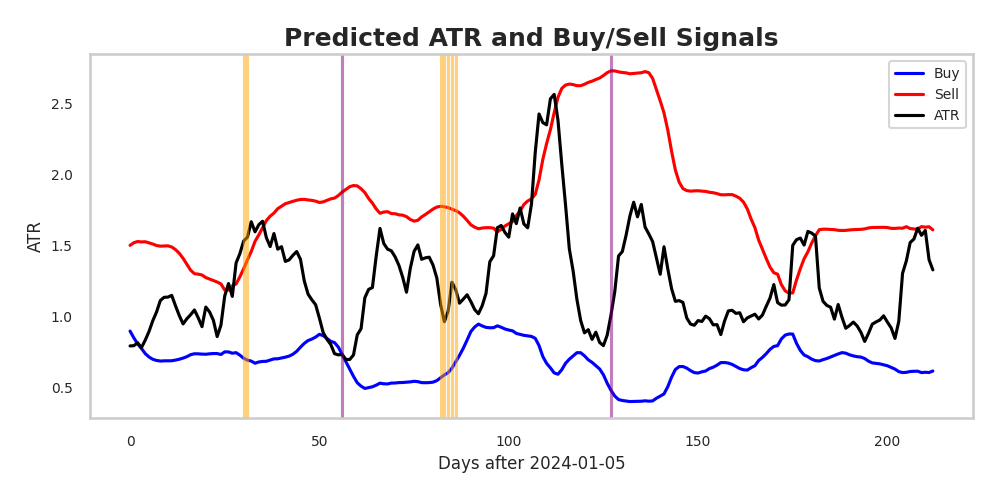 Predicted ATR and Buy/Sell Signals
Buy
Sell
ATR
2.5
2.0
1.5
1.0
0.5
ATR
0 50 100 150 200
Days after 2024-01-05